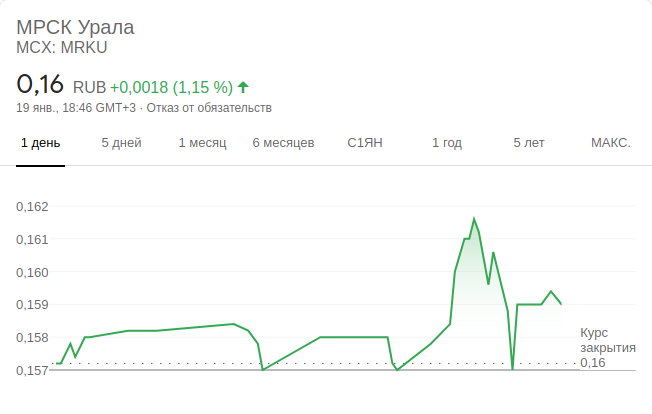 МРСК Урала
MCX: MRKU
0,16 RUB +0,0018 (1,15 %)
19 янв., 18:46 GMT+3 · Отказ от обязательств
1 день 5 дней 1 месяц 6 месяцев С1ЯН 1 год 5 лет МАКС.
0,162
0,161
0,160
0,159
0,158
0,157
Курс
закрытия
0,16